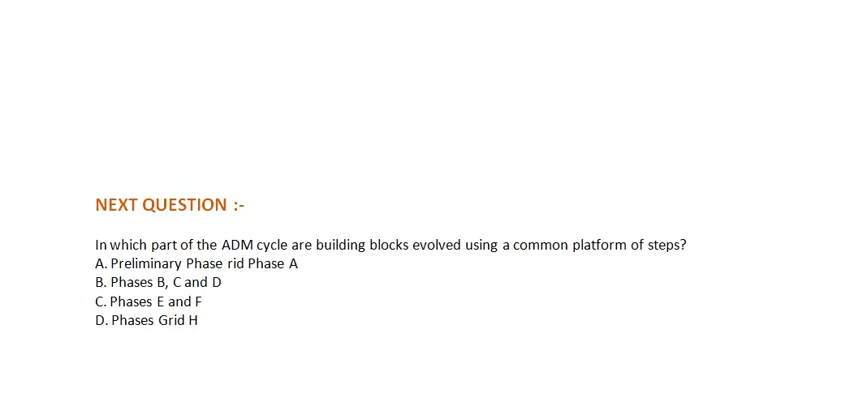 NEXT QUESTION :-
In which part of the ADM cycle are building blocks evolved using a common platform of steps?
A. Preliminary Phase rid Phase A
B. Phases B, C and D
C. Phases E and F
D. Phases Grid H